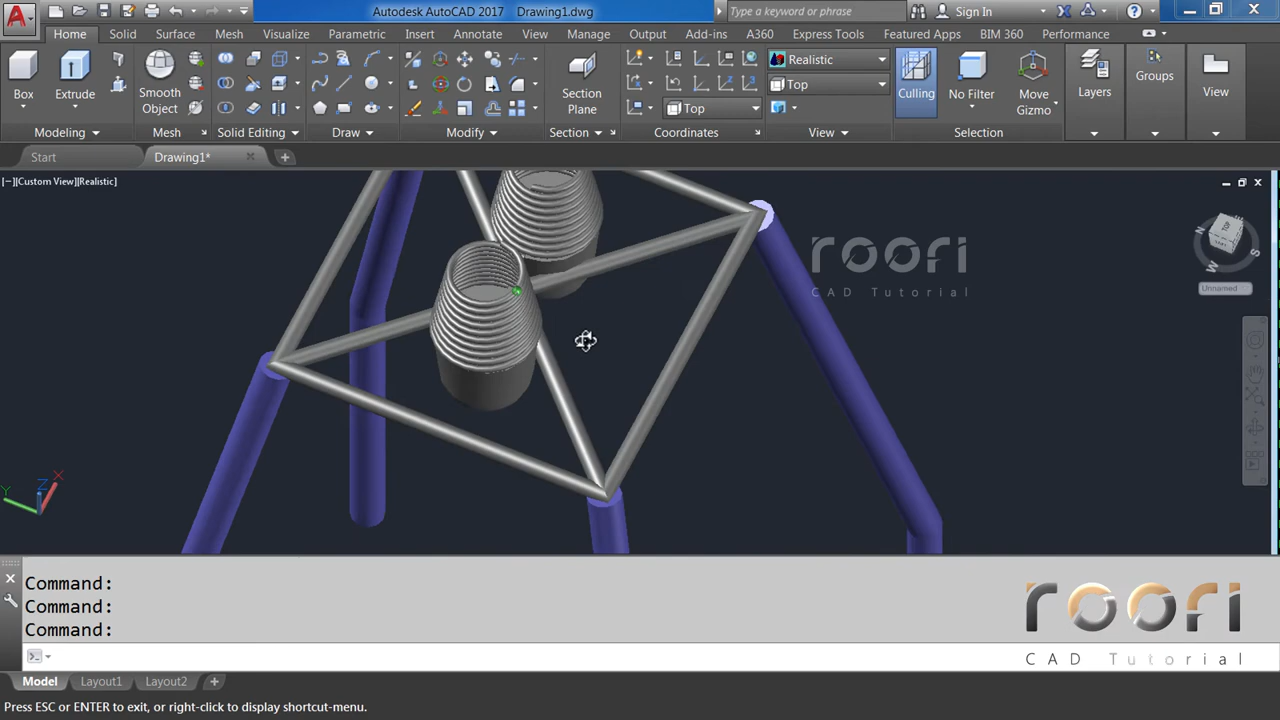 Autodesk AutoCAD 2017 Drawing1.dwg
Type a keyword or phrase
Sign In
Home Solid Surface Mesh Visualize Parametric Insert Annotate View Manage Output Add-ins A360 Express Tools Featured Apps BIM 360 Performance
Box
Extrude
Smooth
Object
Section
Plane
Realistic
Top
Top
Culling
No Filter
Move
Gizmo
Layers
Groups
View
Modeling Mesh Solid Editing Draw Modify Section Coordinates View Selection
Start Drawing1*
[−][Custom View][Realistic]
roofi
CAD Tutorial
N
TOP
S
W
Unnamed
X
Y
Z
Command:
Command:
Command:
roofi
CAD Tutorial
Model Layout1 Layout2
Press ESC or ENTER to exit, or right-click to display shortcut-menu.